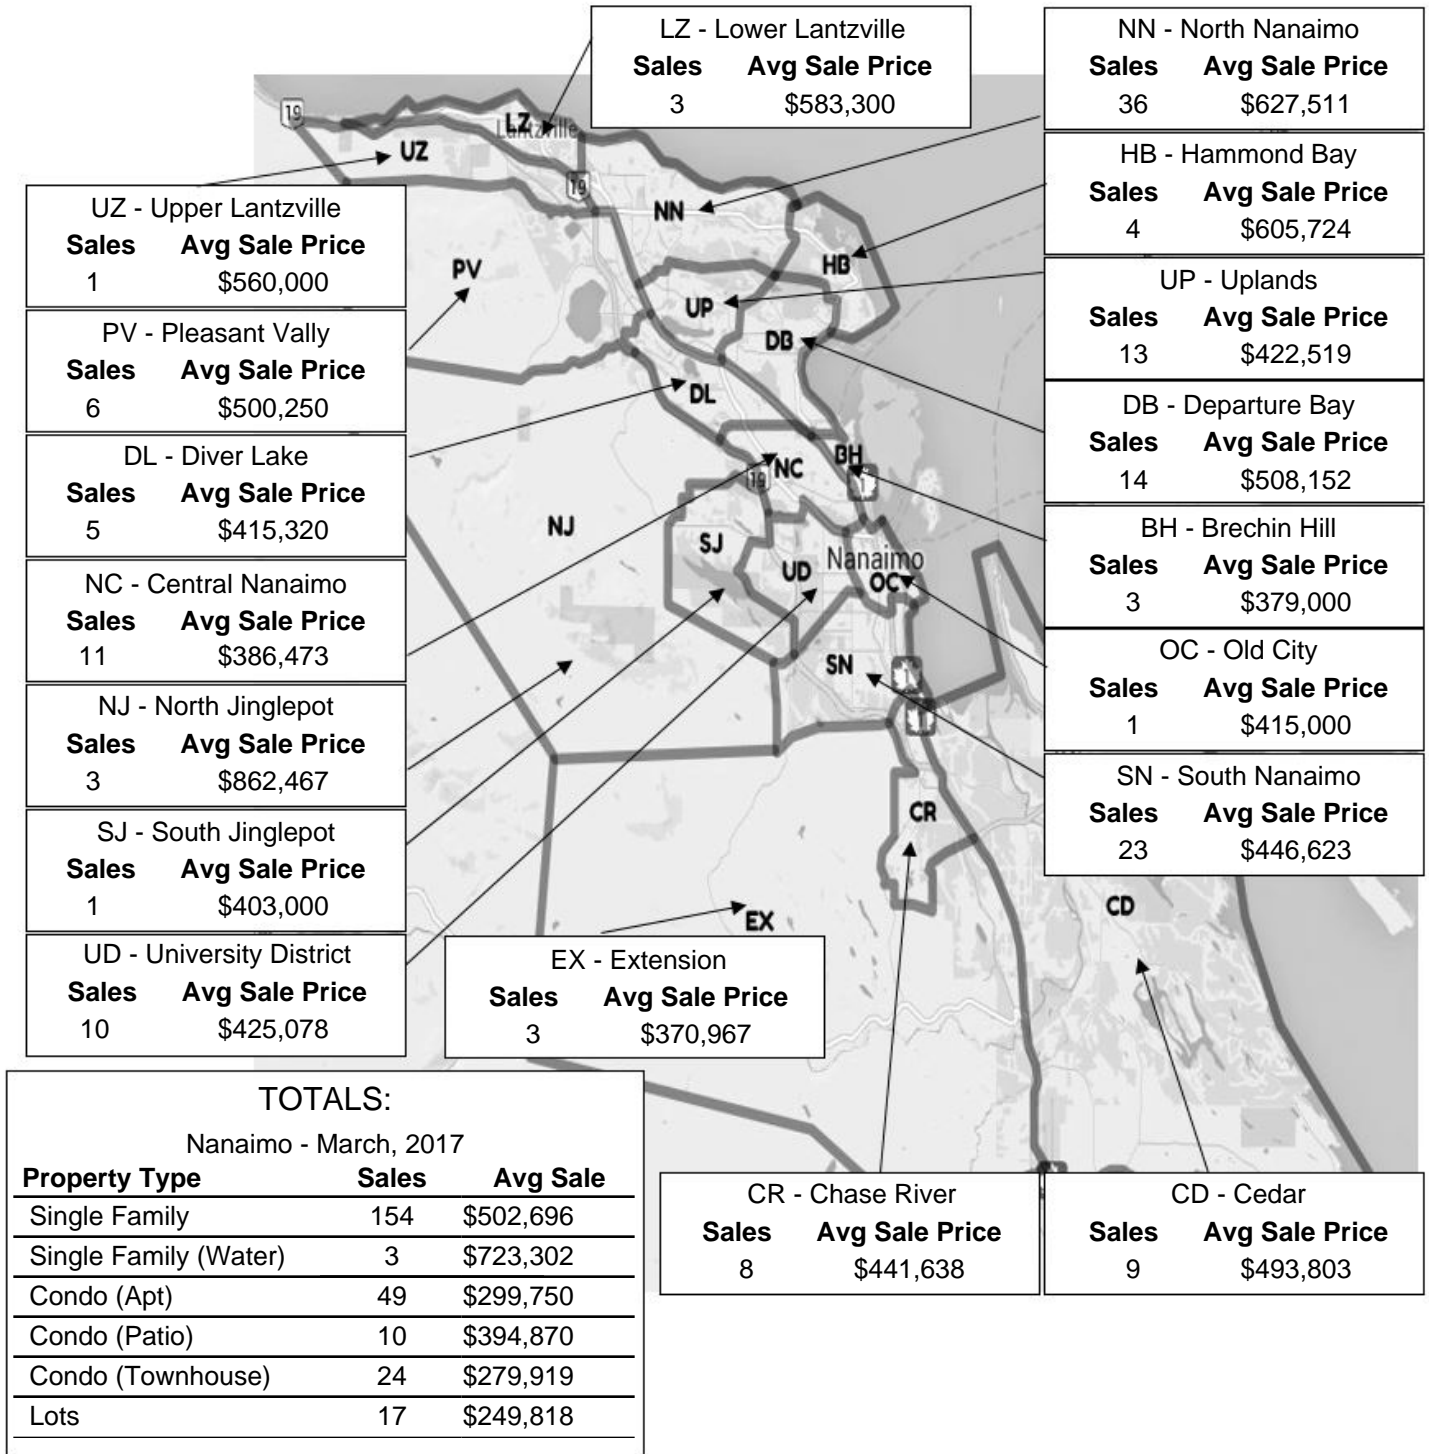 LZ - Lower Lantzville
Sales Avg Sale Price
3 $583,300
NN - North Nanaimo
Sales Avg Sale Price
36 $627,511
HB - Hammond Bay
Sales Avg Sale Price
4 $605,724
UP - Uplands
Sales Avg Sale Price
13 $422,519
DB - Departure Bay
Sales Avg Sale Price
14 $508,152
BH - Brechin Hill
Sales Avg Sale Price
3 $379,000
OC - Old City
Sales Avg Sale Price
1 $415,000
SN - South Nanaimo
Sales Avg Sale Price
23 $446,623
UZ - Upper Lantzville
Sales Avg Sale Price
1 $560,000
PV - Pleasant Vally
Sales Avg Sale Price
6 $500,250
DL - Diver Lake
Sales Avg Sale Price
5 $415,320
NC - Central Nanaimo
Sales Avg Sale Price
11 $386,473
NJ - North Jinglepot
Sales Avg Sale Price
3 $862,467
SJ - South Jinglepot
Sales Avg Sale Price
1 $403,000
UD - University District
Sales Avg Sale Price
10 $425,078
EX - Extension
Sales Avg Sale Price
3 $370,967
CR - Chase River
Sales Avg Sale Price
8 $441,638
CD - Cedar
Sales Avg Sale Price
9 $493,803
19
LZ
Lantzville
UZ
19
NN
PV
HB
UP
DB
DL
BH
NC
19
1
NJ
SJ
UD
Nanaimo
OC
SN
1
1
CR
CD
EX
TOTALS:
Nanaimo - March, 2017
Property Type Sales Avg Sale
Single Family 154 $502,696
Single Family (Water) 3 $723,302
Condo (Apt) 49 $299,750
Condo (Patio) 10 $394,870
Condo (Townhouse) 24 $279,919
Lots 17 $249,818